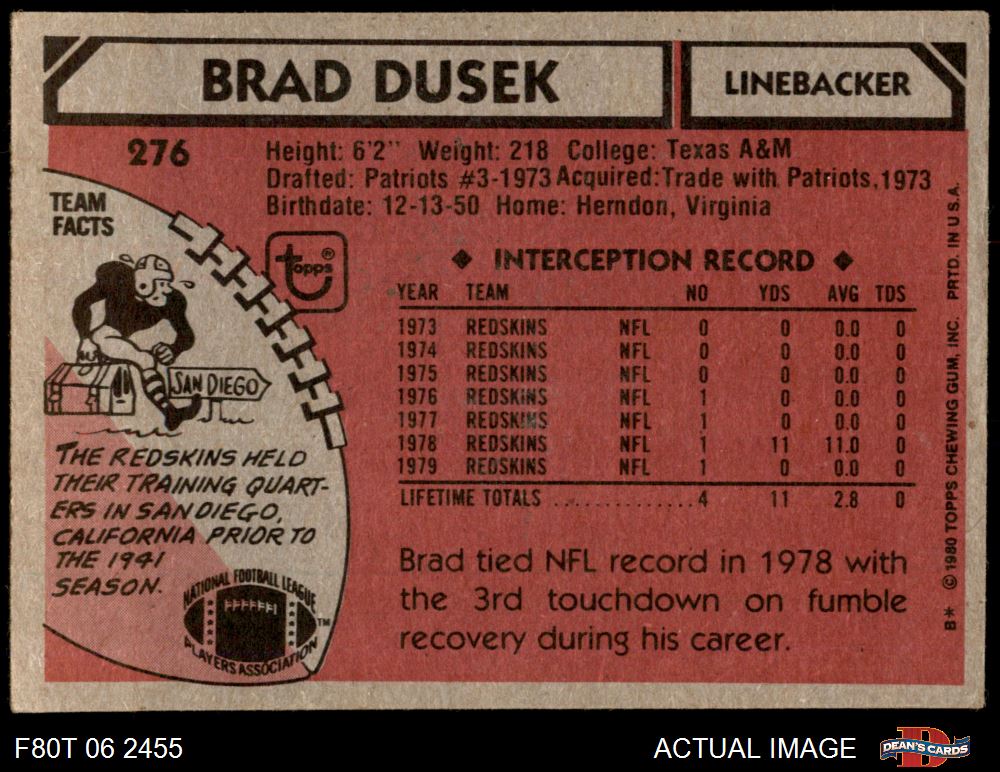 BRAD DUSEK
LINEBACKER
276
Height: 6'2" Weight: 218 College: Texas A&M
Drafted: Patriots #3-1973 Acquired: Trade with Patriots, 1973
Birthdate: 12-13-50 Home: Herndon, Virginia
TEAM
FACTS
topps®
SAN DIEGO
THE REDSKINS HELD
THEIR TRAINING QUART-
ERS IN SAN DIEGO,
CALIFORNIA PRIOR TO
THE 1941
SEASON.
NATIONAL FOOTBALL LEAGUE
PLAYERS ASSOCIATION
TM
◆ INTERCEPTION RECORD ◆
YEAR TEAM NO YDS AVG TDS
1973 REDSKINS NFL 0 0 0.0 0
1974 REDSKINS NFL 0 0 0.0 0
1975 REDSKINS NFL 0 0 0.0 0
1976 REDSKINS NFL 1 0 0.0 0
1977 REDSKINS NFL 1 0 0.0 0
1978 REDSKINS NFL 1 11 11.0 0
1979 REDSKINS NFL 1 0 0.0 0
LIFETIME TOTALS .............. 4 11 2.8 0
Brad tied NFL record in 1978 with
the 3rd touchdown on fumble
recovery during his career.
B* © 1980 TOPPS CHEWING GUM, INC. PRTD. IN U.S.A.
F80T 06 2455
ACTUAL IMAGE
D
DEAN'S CARDS